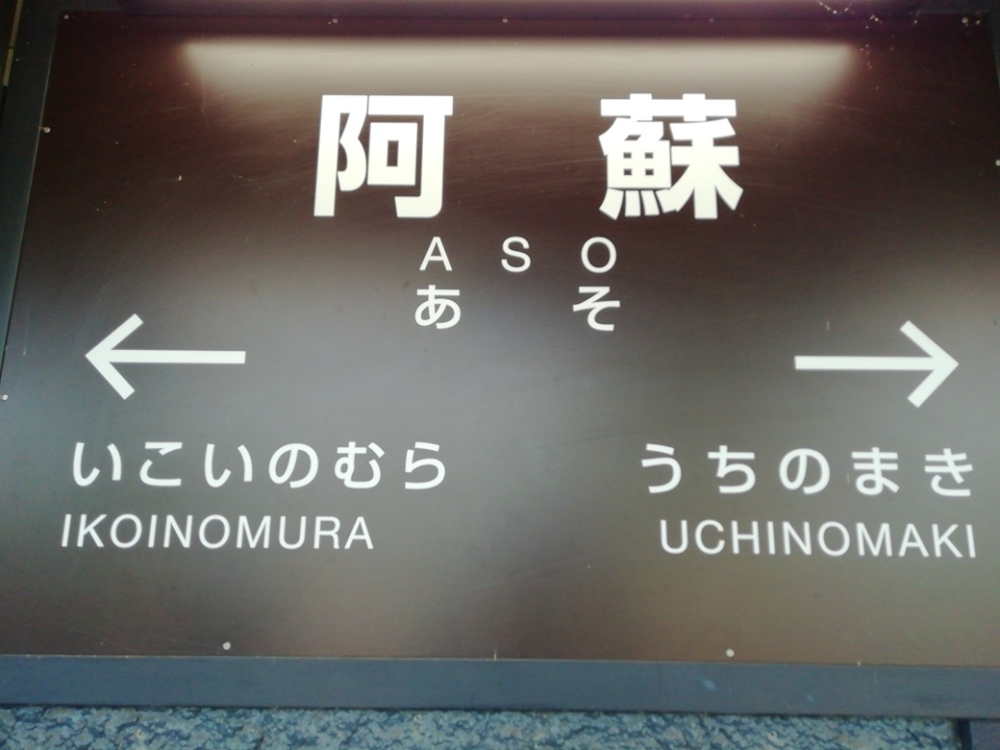 阿蘇
ASO
あそ
← →
いこいのむら うちのまき
IKOINOMURA UCHINOMAKI